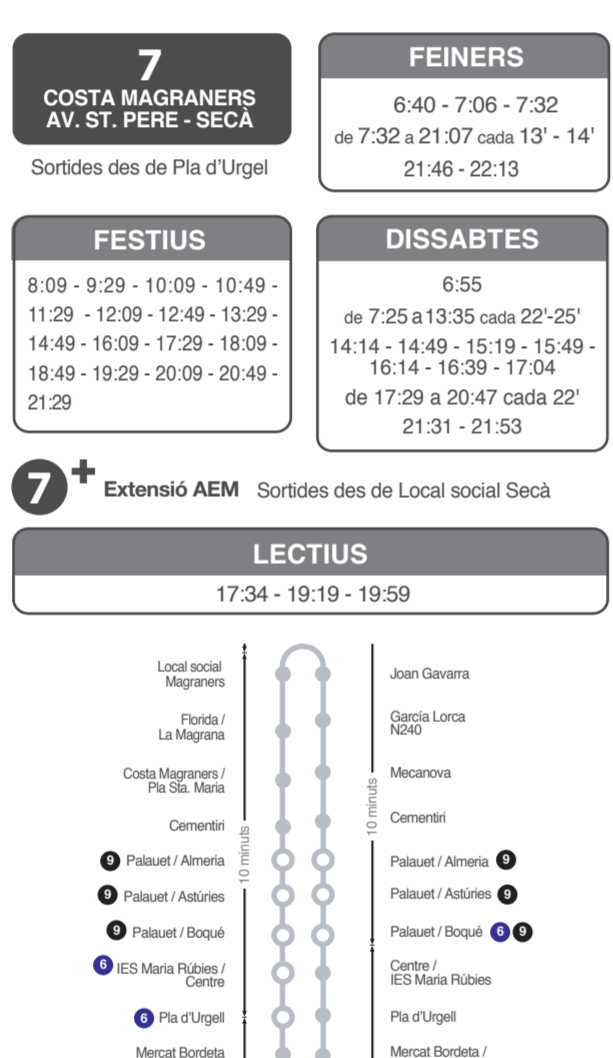 7
COSTA MAGRANERS
AV. ST. PERE - SECÀ
Sortides des de Pla d'Urgel
FEINERS
6:40 - 7:06 - 7:32
de 7:32 a 21:07 cada 13' - 14'
21:46 - 22:13
FESTIUS
8:09 - 9:29 - 10:09 - 10:49 -
11:29 - 12:09 - 12:49 - 13:29 -
14:49 - 16:09 - 17:29 - 18:09 -
18:49 - 19:29 - 20:09 - 20:49 -
21:29
DISSABTES
6:55
de 7:25 a 13:35 cada 22'-25'
14:14 - 14:49 - 15:19 - 15:49 -
16:14 - 16:39 - 17:04
de 17:29 a 20:47 cada 22'
21:31 - 21:53
7+ Extensió AEM Sortides des de Local social Secà
LECTIUS
17:34 - 19:19 - 19:59
Local social
Magraners
Florida /
La Magrana
Costa Magraners /
Pla Sta. Maria
Cementiri
9 Palauet / Almeria
9 Palauet / Astúries
9 Palauet / Boqué
6 IES Maria Rúbies /
Centre
6 Pla d'Urgell
Mercat Bordeta
10 minuts
10 minuts
Joan Gavarra
García Lorca
N240
Mecanova
Cementiri
Palauet / Almeria 9
Palauet / Astúries 9
Palauet / Boqué 6 9
Centre /
IES Maria Rúbies
Pla d'Urgell
Mercat Bordeta /